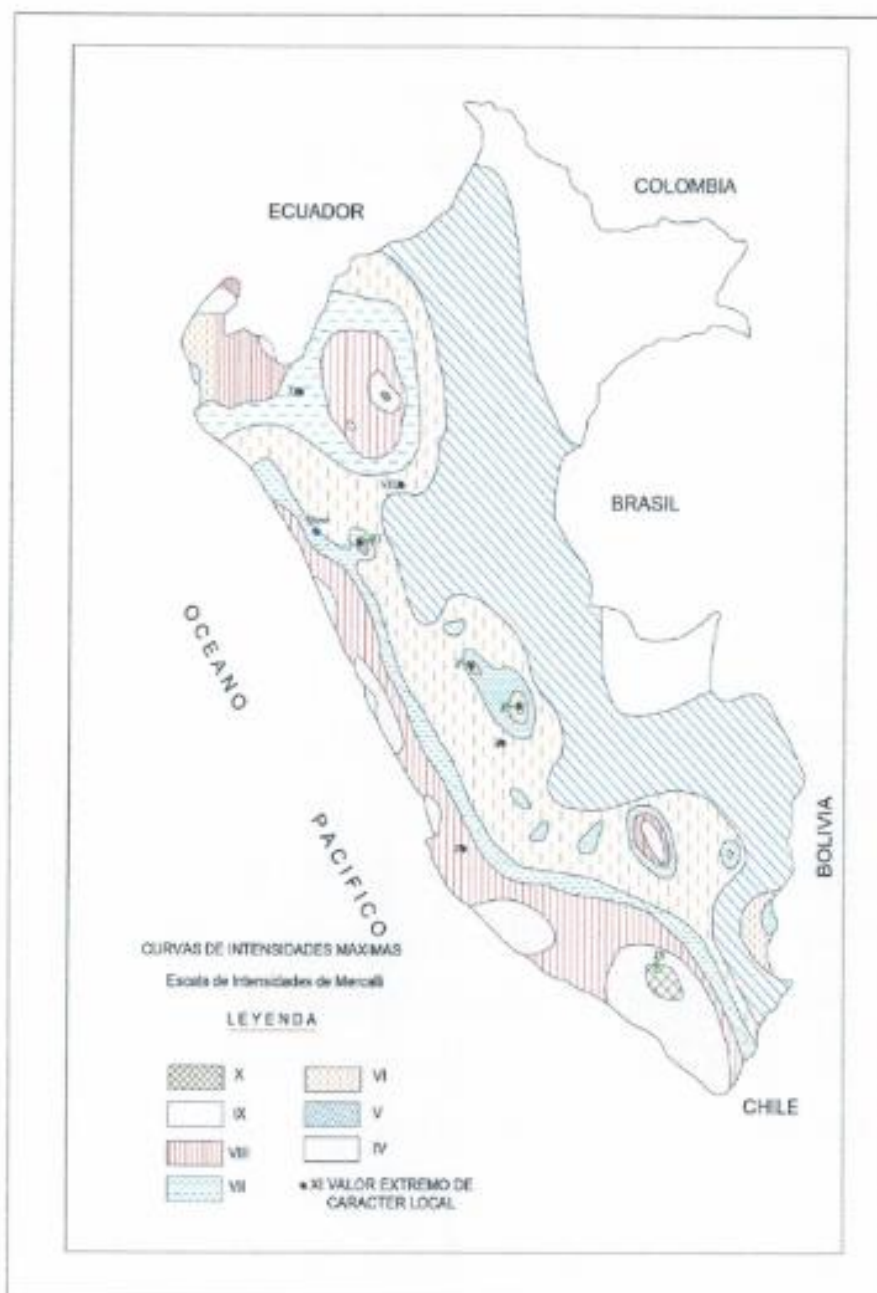 COLOMBIA
ECUADOR
BRASIL
OCEANO
PACIFICO
BOLIVIA
CHILE
CURVAS DE INTENSIDADES MAXIMAS
Escala de Intensidades de Mercalli
LEYENDA
X
IX
VIII
VII
VI
V
IV
XI VALOR EXTREMO DE
CARACTER LOCAL